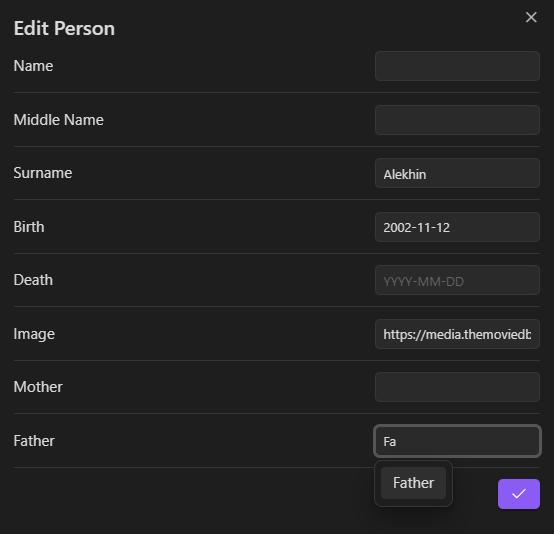 Edit Person
Name
Middle Name
Surname Alekhin
Birth 2002-11-12
Death YYYY-MM-DD
Image https://media.themoviedb
Mother
Father Fa
Father